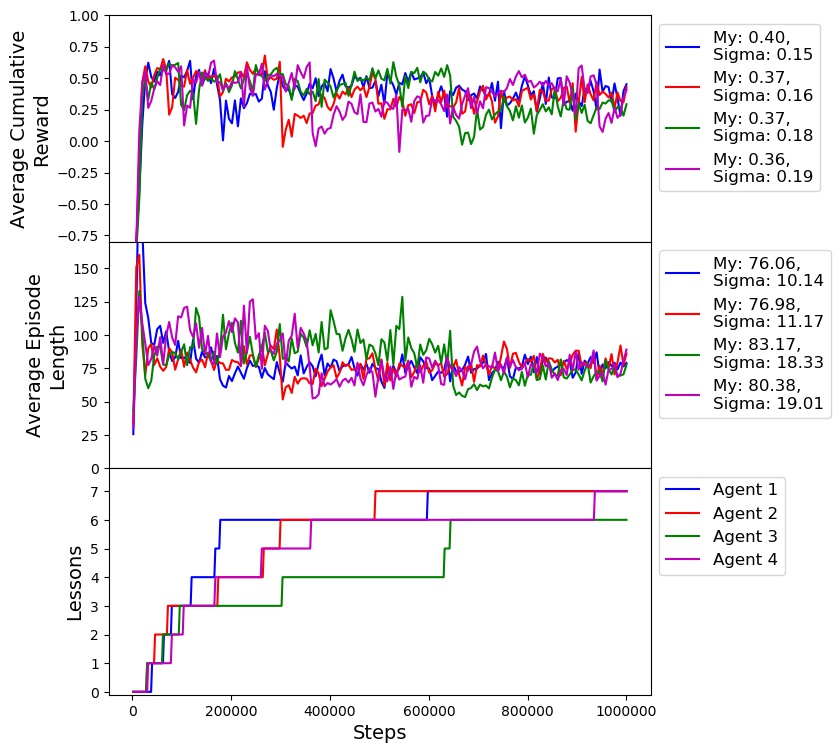 Average Cumulative
Reward
1.00
0.75
0.50
0.25
0.00
−0.25
−0.50
−0.75
My: 0.40,
Sigma: 0.15
My: 0.37,
Sigma: 0.16
My: 0.37,
Sigma: 0.18
My: 0.36,
Sigma: 0.19
Average Episode
Length
150
125
100
75
50
25
0
My: 76.06,
Sigma: 10.14
My: 76.98,
Sigma: 11.17
My: 83.17,
Sigma: 18.33
My: 80.38,
Sigma: 19.01
Lessons
7
6
5
4
3
2
1
0
Agent 1
Agent 2
Agent 3
Agent 4
0 200000 400000 600000 800000 1000000
Steps